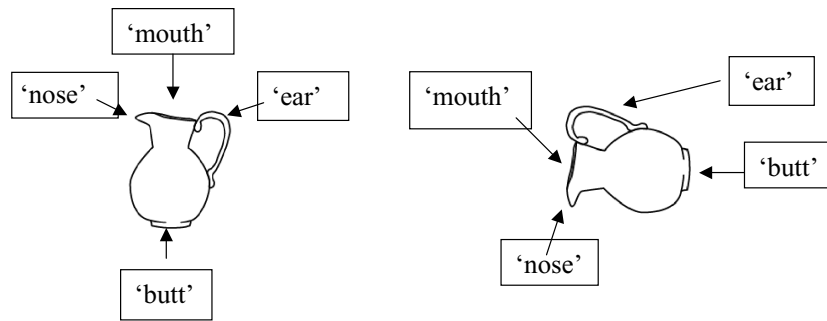 ‘mouth’
‘nose’
‘ear’
‘butt’
‘ear’
‘mouth’
‘butt’
‘nose’